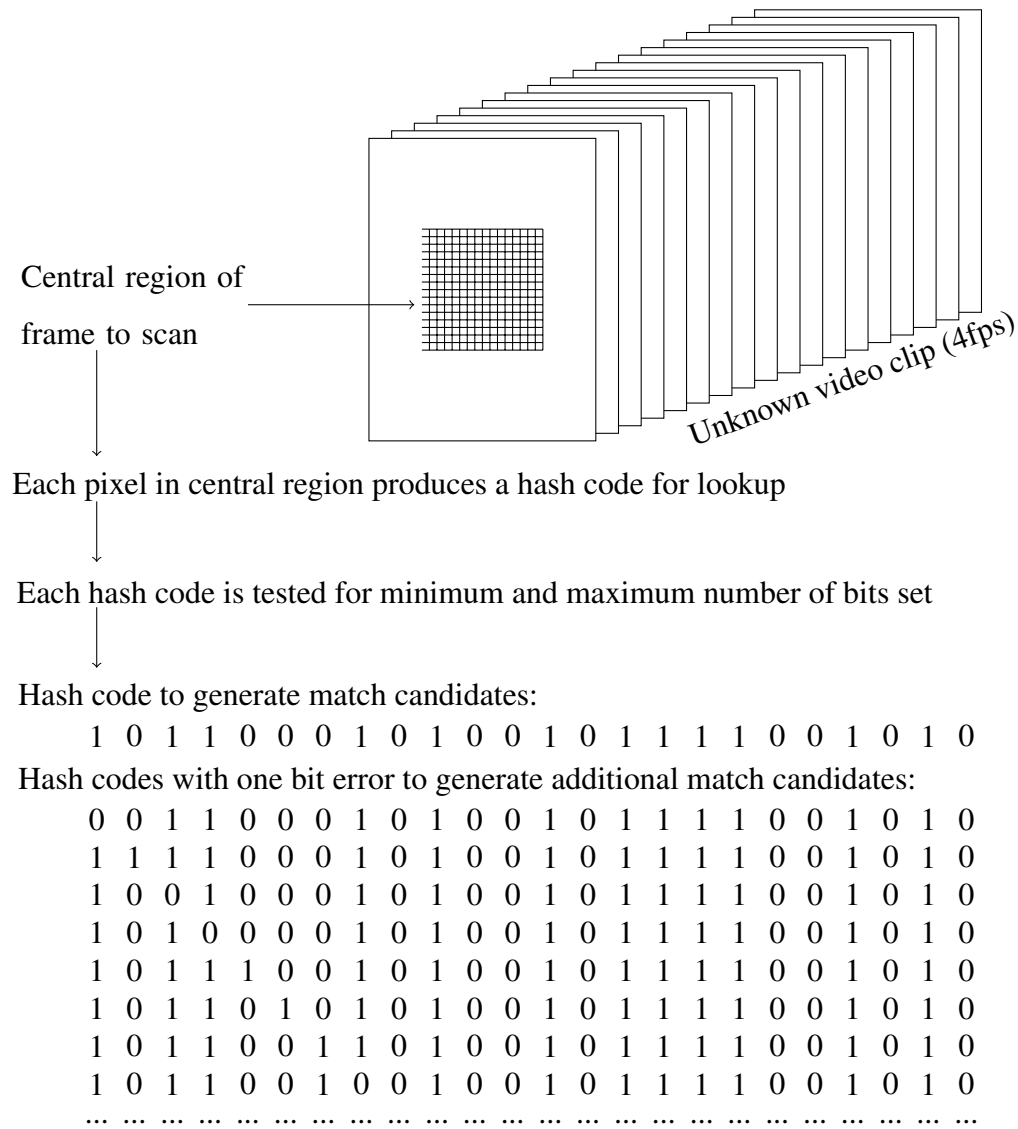 Central region of
frame to scan
Unknown video clip (4fps)
Each pixel in central region produces a hash code for lookup
Each hash code is tested for minimum and maximum number of bits set
Hash code to generate match candidates:
1 0 1 1 0 0 0 1 0 1 0 0 1 0 1 1 1 1 0 0 1 0 1 0
Hash codes with one bit error to generate additional match candidates:
0 0 1 1 0 0 0 1 0 1 0 0 1 0 1 1 1 1 0 0 1 0 1 0
1 1 1 1 0 0 0 1 0 1 0 0 1 0 1 1 1 1 0 0 1 0 1 0
1 0 0 1 0 0 0 1 0 1 0 0 1 0 1 1 1 1 0 0 1 0 1 0
1 0 1 0 0 0 0 1 0 1 0 0 1 0 1 1 1 1 0 0 1 0 1 0
1 0 1 1 1 0 0 1 0 1 0 0 1 0 1 1 1 1 0 0 1 0 1 0
1 0 1 1 0 1 0 1 0 1 0 0 1 0 1 1 1 1 0 0 1 0 1 0
1 0 1 1 0 0 1 1 0 1 0 0 1 0 1 1 1 1 0 0 1 0 1 0
1 0 1 1 0 0 1 0 0 1 0 0 1 0 1 1 1 1 0 0 1 0 1 0
... ... ... ... ... ... ... ... ... ... ... ... ... ... ... ... ... ... ... ... ... ... ... ...